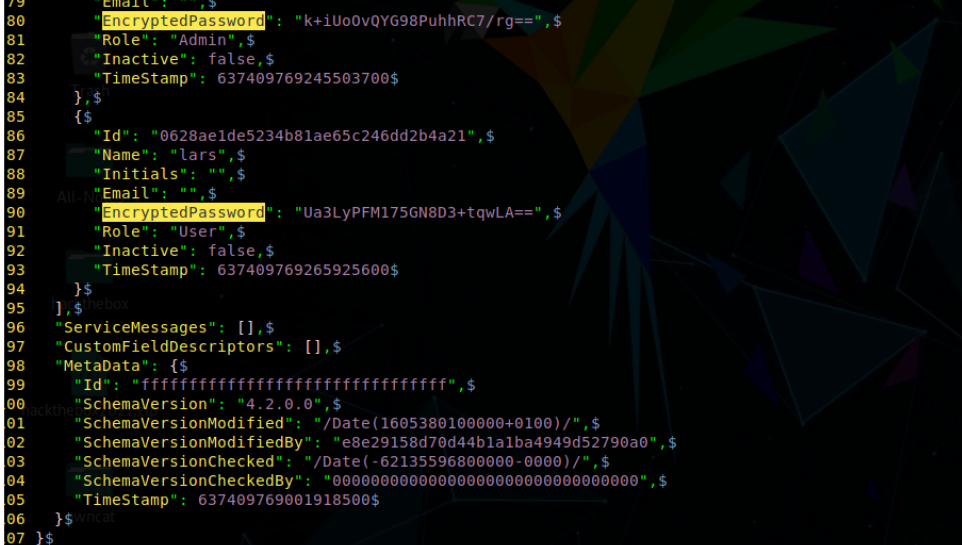 79 "Email": "",$
80 "EncryptedPassword": "k+iUoOvQYG98PuhhRC7/rg==",$
81 "Role": "Admin",$
82 "Inactive": false,$
83 "TimeStamp": 637409769245503700$
84 },$
85 {$
86 "Id": "0628ae1de5234b81ae65c246dd2b4a21",$
87 "Name": "lars",$
88 "Initials": "",$
89 "Email": "",$
90 "EncryptedPassword": "Ua3LyPFM175GN8D3+tqwLA==",$
91 "Role": "User",$
92 "Inactive": false,$
93 "TimeStamp": 637409769265925600$
94 }$
95 ],$
96 "ServiceMessages": [],$
97 "CustomFieldDescriptors": [],$
98 "MetaData": {$
99 "Id": "ffffffffffffffffffffffffffffffff",$
00 "SchemaVersion": "4.2.0.0",$
01 "SchemaVersionModified": "/Date(1605380100000+0100)/",$
02 "SchemaVersionModifiedBy": "e8e29158d70d44b1a1ba4949d52790a0",$
03 "SchemaVersionChecked": "/Date(-62135596800000-0000)/",$
04 "SchemaVersionCheckedBy": "00000000000000000000000000000000",$
05 "TimeStamp": 637409769001918500$
06 }$
07 }$